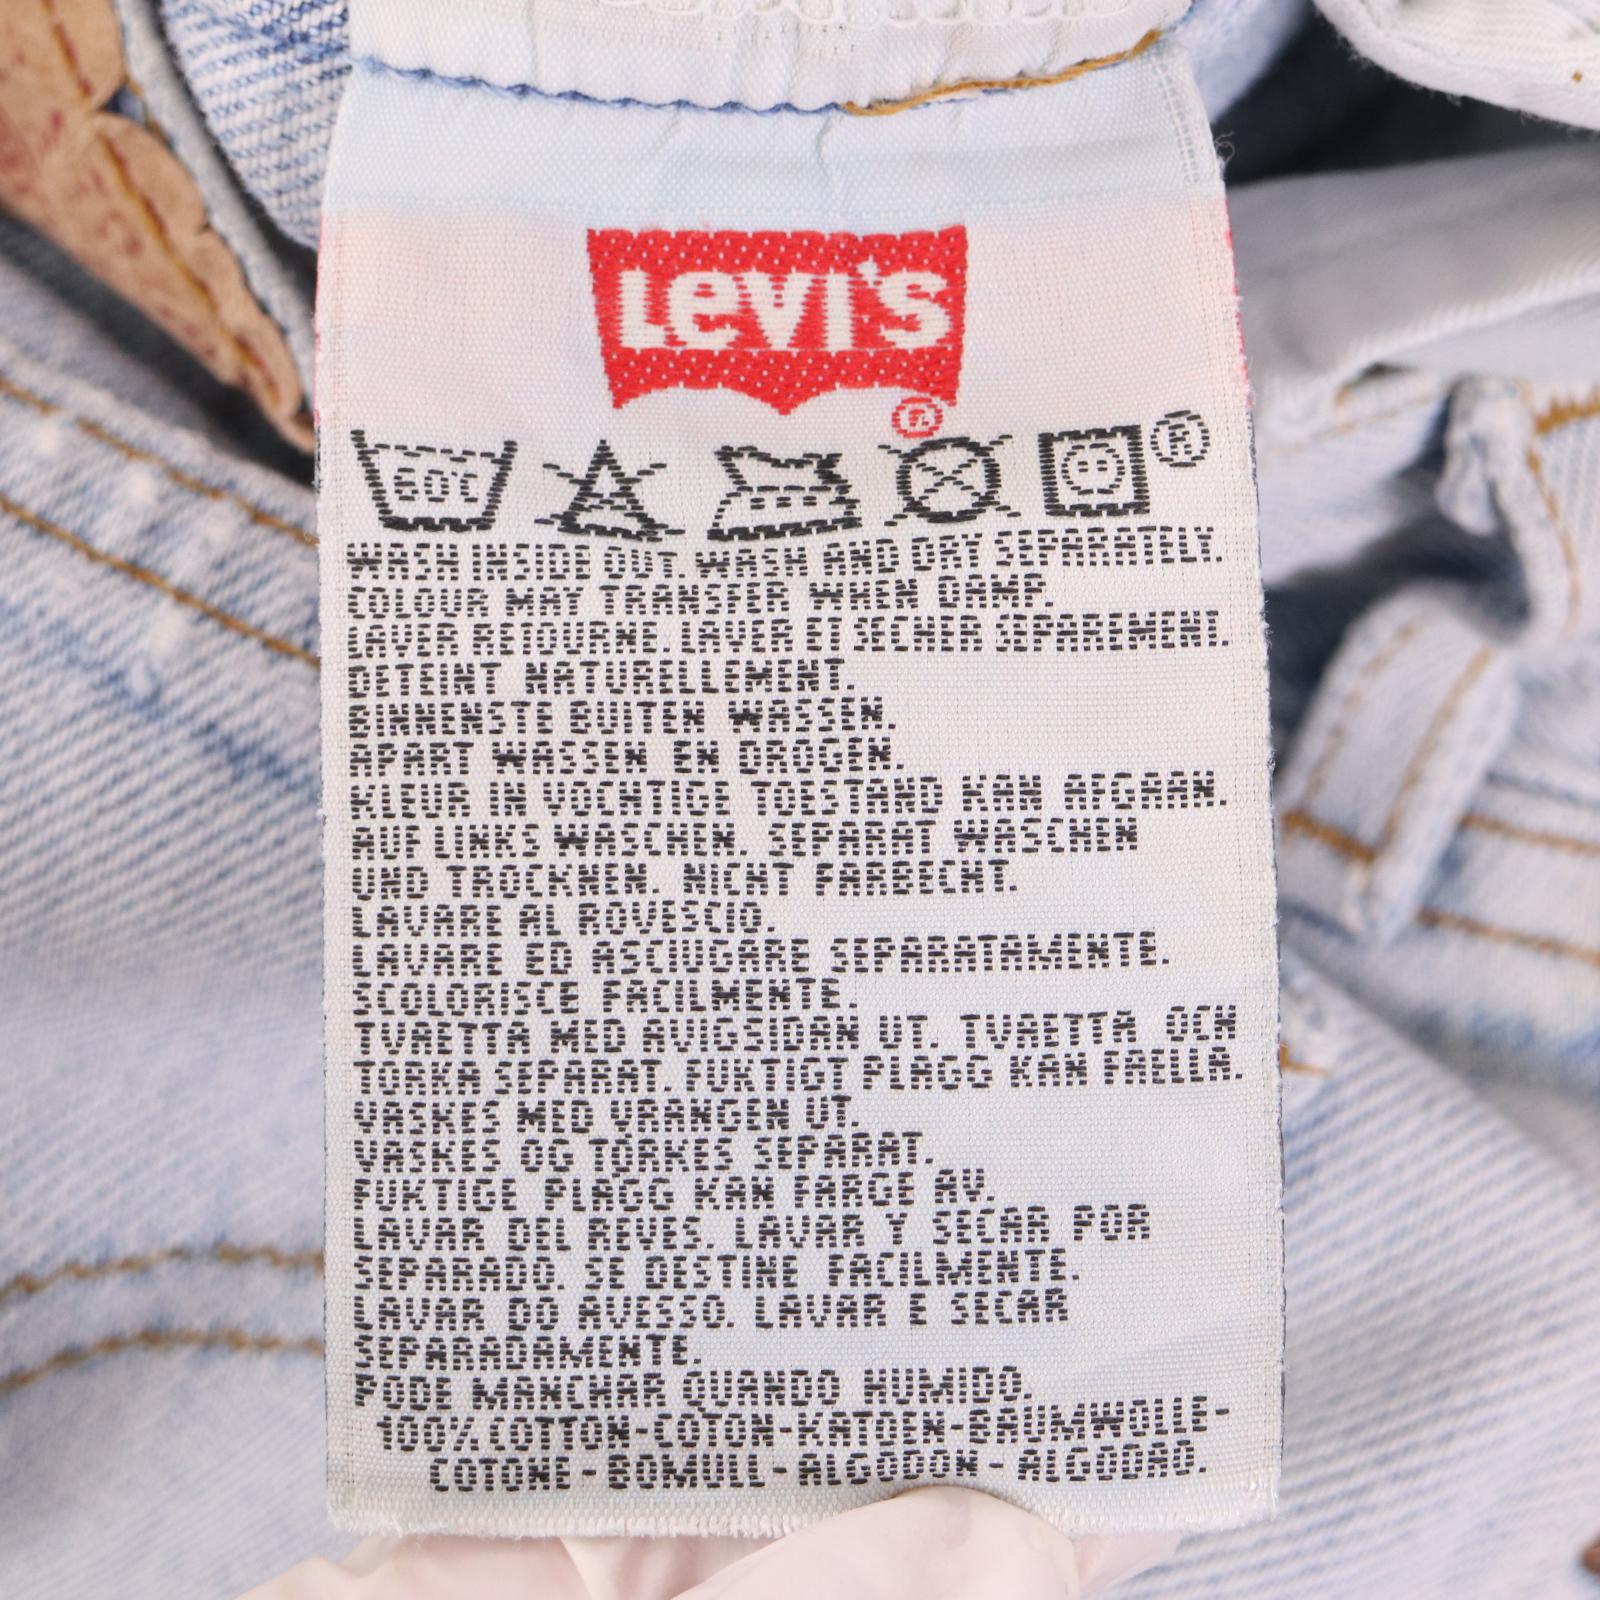 Levi's
®
60°C
®
WASH INSIDE OUT. WASH AND DRY SEPARATELY.
COLOUR MAY TRANSFER WHEN DAMP.
LAVER RETOURNE. LAVER ET SECHER SEPAREMENT.
DETEINT NATURELLEMENT.
BINNENSTE BUITEN WASSEN.
APART WASSEN EN DROGEN.
KLEUR IN VOCHTIGE TOESTAND KAN AFGAAN.
AUF LINKS WASCHEN. SEPARAT WASCHEN
UND TROCKNEN. NICHT FARBECHT.
LAVARE AL ROVESCIO.
LAVARE ED ASCIUGARE SEPARATAMENTE.
SCOLORISCE FACILMENTE.
TVAETTA MED AVIGSIDAN UT. TVAETTA OCH
TORKA SEPARAT. FUKTIGT PLAGG KAN FAELLA.
VASKES MED VRANGEN UT.
VASKES OG TORKES SEPARAT.
FUKTIGE PLAGG KAN FARGE AV.
LAVAR DEL REVES. LAVAR Y SECAR POR
SEPARADO. SE DESTINE FACILMENTE.
LAVAR DO AVESSO. LAVAR E SECAR
SEPARADAMENTE.
PODE MANCHAR QUANDO HUMIDO.
100% COTTON-COTON-KATOEN-BAUMWOLLE-
COTONE-BOMULL-ALGODON-ALGODAO.